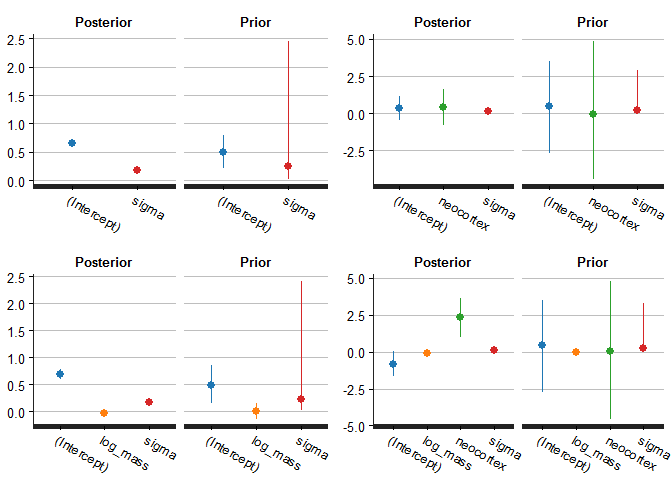 Posterior Prior
2.5
2.0
1.5
1.0
0.5
0.0
(Intercept) sigma (Intercept) sigma
Posterior Prior
5.0
2.5
0.0
-2.5
(Intercept) neocortex sigma (Intercept) neocortex sigma
Posterior Prior
2.5
2.0
1.5
1.0
0.5
0.0
(Intercept) log_mass sigma (Intercept) log_mass sigma
Posterior Prior
5.0
2.5
0.0
-2.5
-5.0
(Intercept) log_mass neocortex sigma (Intercept) log_mass neocortex sigma